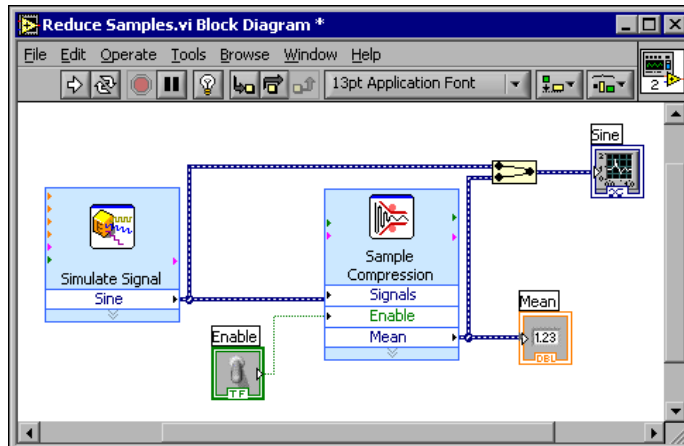 Reduce Samples.vi Block Diagram *
File Edit Operate Tools Browse Window Help
13pt Application Font
2
Sine
Simulate Signal
Sine
Sample
Compression
Signals
Enable
Mean
Enable
TF
Mean
1.23
DBL